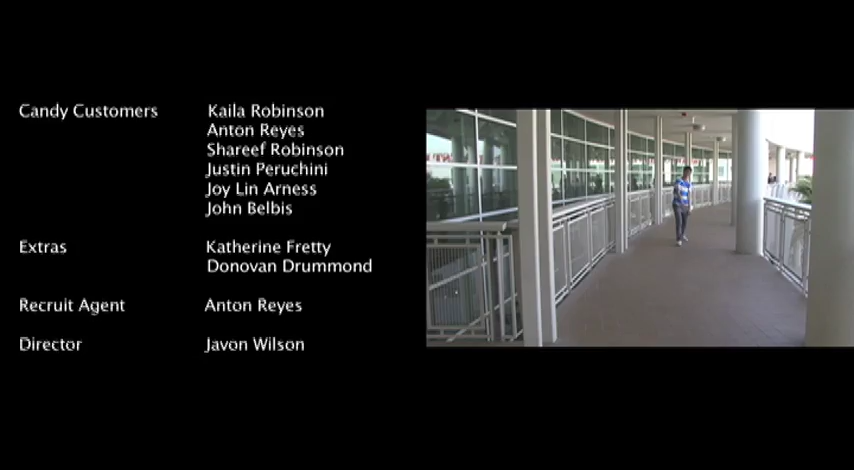 Candy Customers Kaila Robinson
Anton Reyes
Shareef Robinson
Justin Peruchini
Joy Lin Arness
John Belbis
Extras Katherine Fretty
Donovan Drummond
Recruit Agent Anton Reyes
Director Javon Wilson